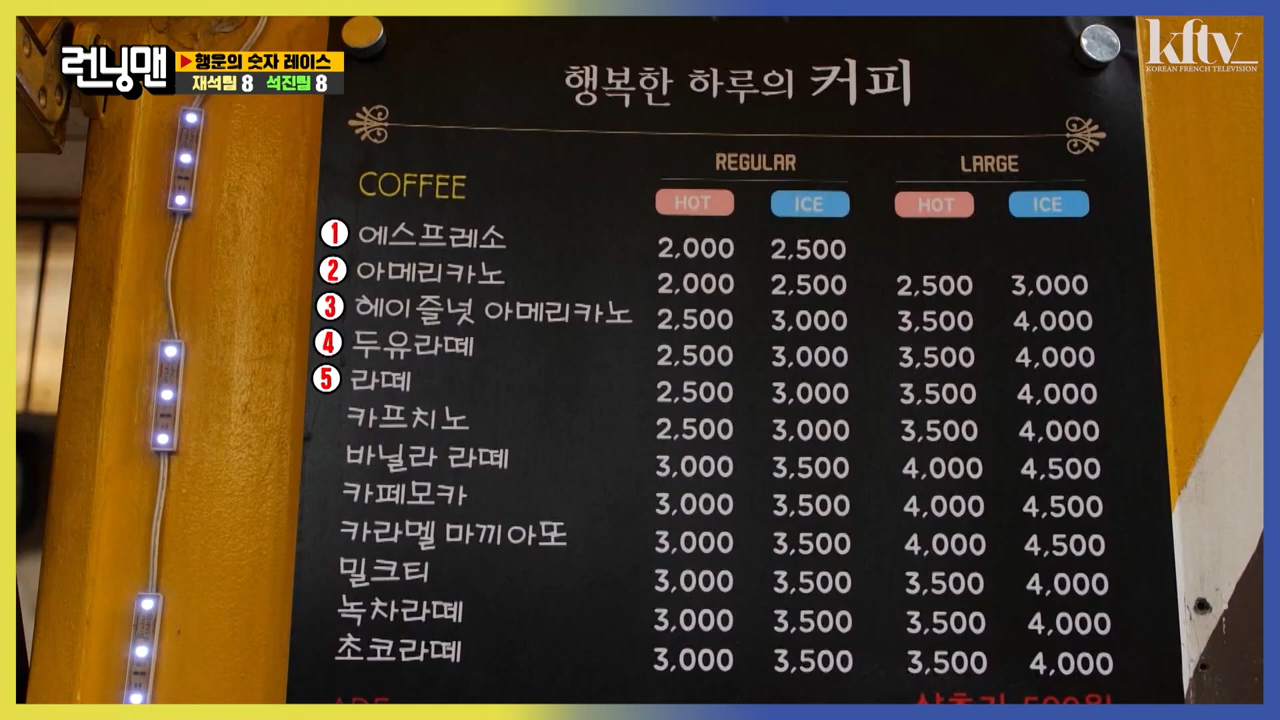 런닝맨
▶행운의 숫자 레이스
재석팀 8 석진팀 8
kftv_
KOREAN FRENCH TELEVISION
행복한 하루의 커피
REGULAR LARGE
COFFEE
HOT ICE HOT ICE
1 에스프레소 2,000 2,500
2 아메리카노 2,000 2,500 2,500 3,000
3 헤이즐넛 아메리카노 2,500 3,000 3,500 4,000
4 두유라떼 2,500 3,000 3,500 4,000
5 라떼 2,500 3,000 3,500 4,000
카프치노 2,500 3,000 3,500 4,000
바닐라 라떼 3,000 3,500 4,000 4,500
카페모카 3,000 3,500 4,000 4,500
카라멜 마끼아또 3,000 3,500 4,000 4,500
밀크티 3,000 3,500 3,500 4,000
녹차라떼 3,000 3,500 3,500 4,000
초코라떼 3,000 3,500 3,500 4,000